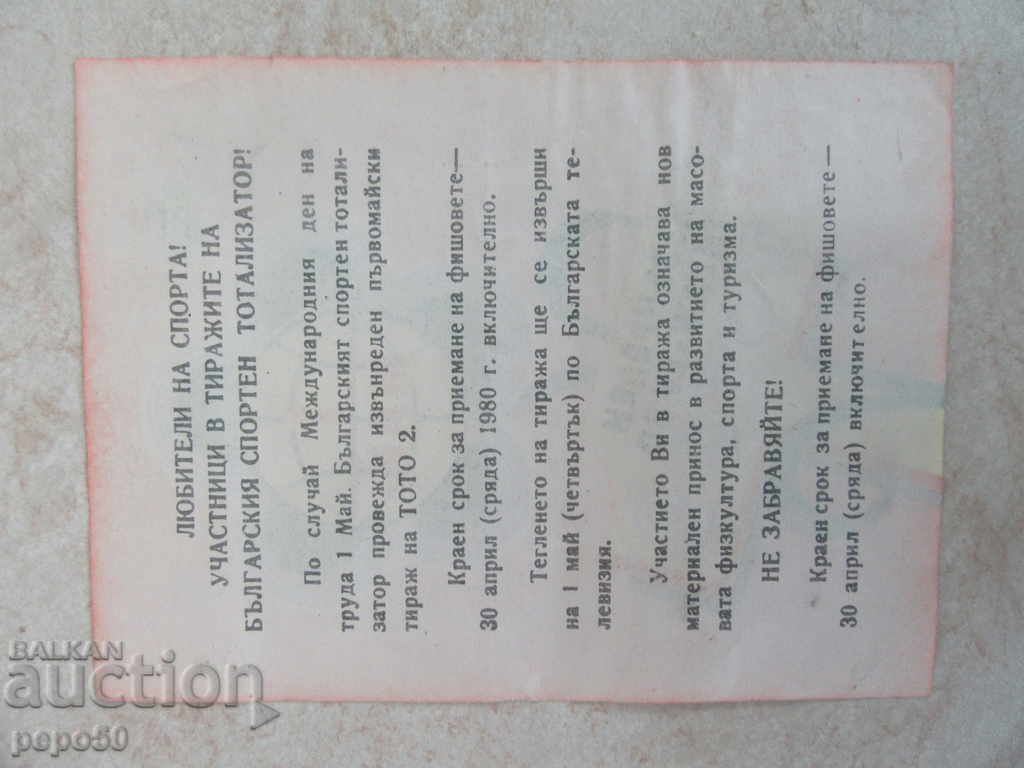 ЛЮБИТЕЛИ НА СПОРТА!
УЧАСТНИЦИ В ТИРАЖИТЕ НА
БЪЛГАРСКИЯ СПОРТЕН ТОТАЛИЗАТОР!
По случай Международния ден на
труда 1 Май. Българският спортен тотали-
затор провежда извънреден първомайски
тираж на ТОТО 2.
Краен срок за приемане на фишовете—
30 април (сряда) 1980 г. включително.
Тегленето на тиража ще се извърши
на 1 май (четвъртък) по Българската те-
левизия.
Участието Ви в тиража означава нов
материален принос в развитието на масо-
вата физкултура, спорта и туризма.
НЕ ЗАБРАВЯЙТЕ!
Краен срок за приемане на фишовете—
30 април (сряда) включително.
BALKAN
auction
pepo50